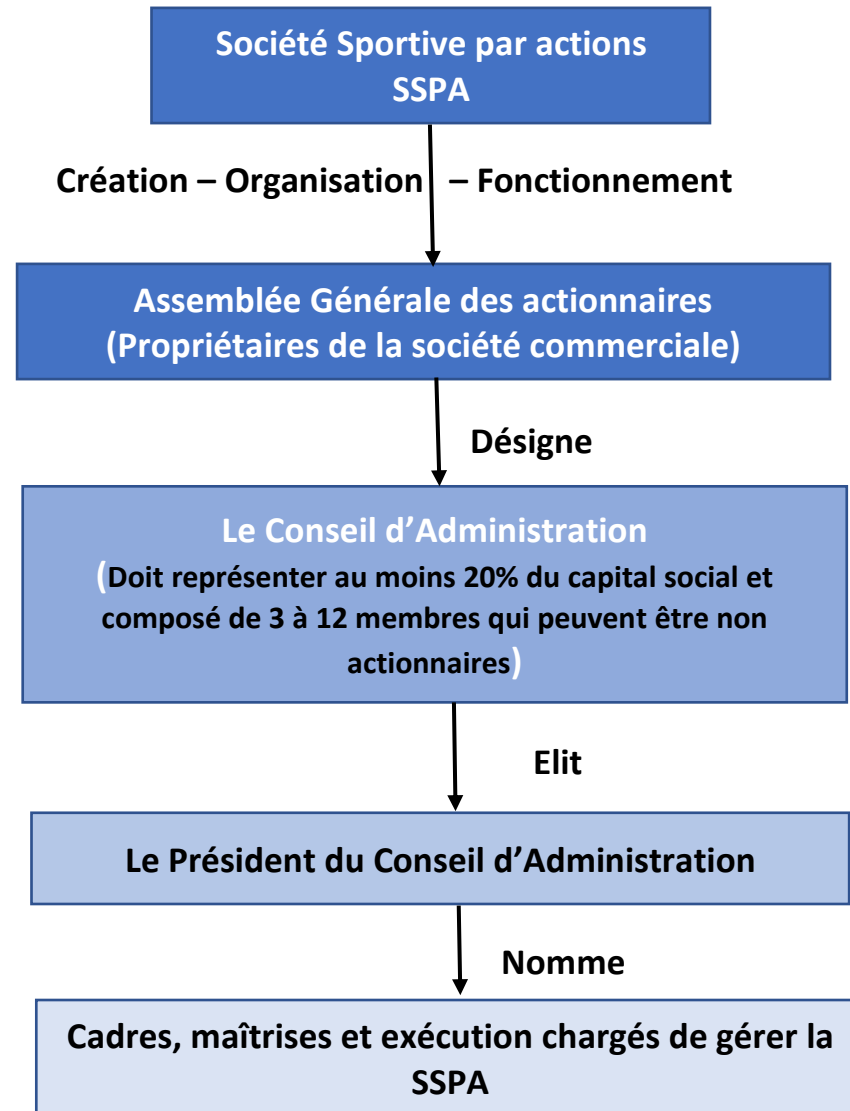 Société Sportive par actions
SSPA
Création – Organisation – Fonctionnement
Assemblée Générale des actionnaires
(Propriétaires de la société commerciale)
Désigne
Le Conseil d’Administration
(Doit représenter au moins 20% du capital social et
composé de 3 à 12 membres qui peuvent être non
actionnaires)
Elit
Le Président du Conseil d’Administration
Nomme
Cadres, maîtrises et exécution chargés de gérer la
SSPA